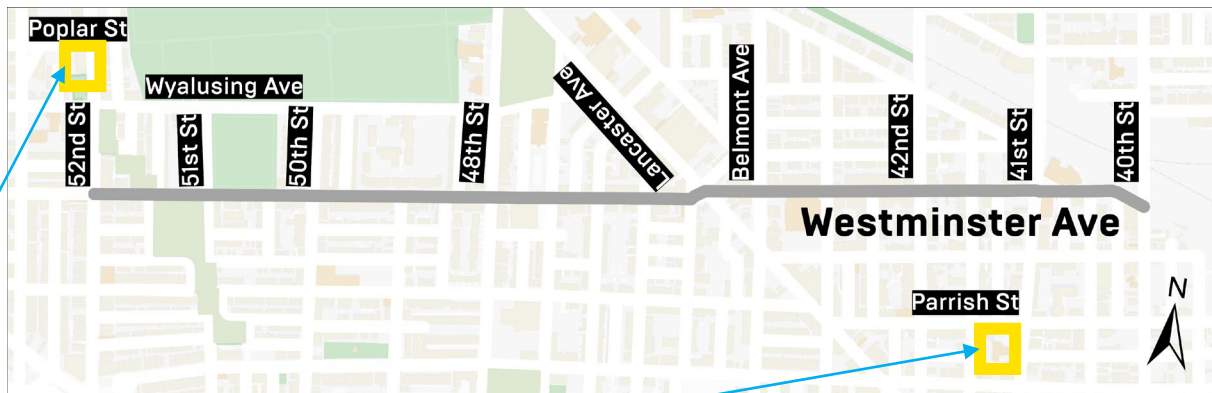 Poplar St
Wyalusing Ave
52nd St
51st St
50th St
48th St
Lancaster Ave
Belmont Ave
42nd St
41st St
40th St
Westminster Ave
Parrish St
N